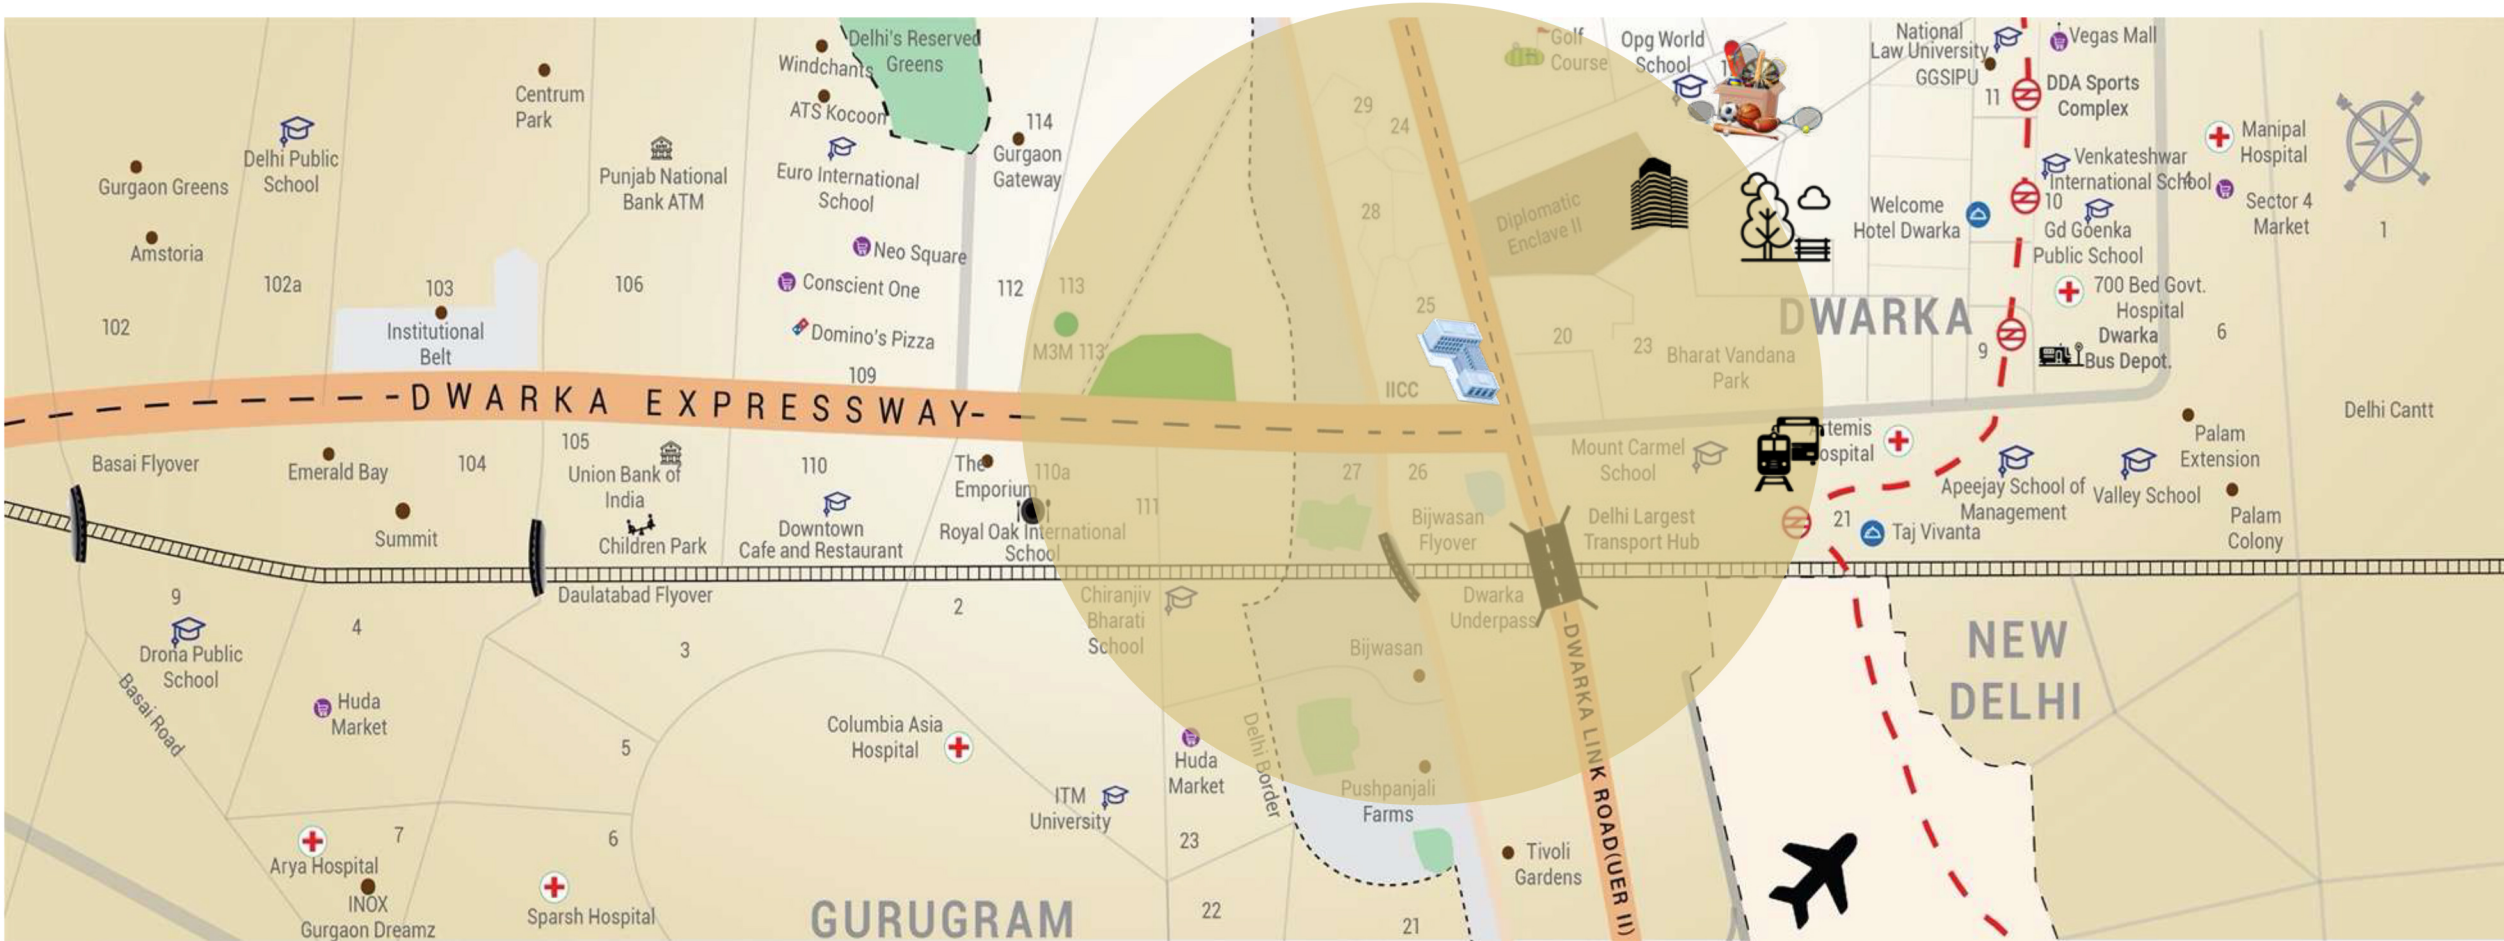 Delhi's Reserved
Greens
Windchants
ATS Kocoon
Centrum
Park
Delhi Public
School
Gurgaon Greens
Amstoria
102a
102
103
Institutional
Belt
Punjab National
Bank ATM
106
Euro International
School
Neo Square
Conscient One
Domino's Pizza
109
114
Gurgaon
Gateway
112
113
M3M 113
DWARKA EXPRESSWAY
Golf
Course
Opg World
School
29
24
28
25
Diplomatic
Enclave II
IICC
20
23
Bharat Vandana
Park
DWARKA
National
Law University
GGSIPU
Vegas Mall
11
DDA Sports
Complex
Manipal
Hospital
Venkateshwar
International School
4
10
Sector 4
Market
Welcome
Hotel Dwarka
Gd Goenka
Public School
700 Bed Govt.
Hospital
Dwarka
Bus Depot.
9
6
1
Delhi Cantt
Basai Flyover
Emerald Bay
104
Summit
105
Union Bank of
India
Children Park
110
Downtown
Cafe and Restaurant
The
Emporium
110a
Royal Oak International
School
111
27
26
Bijwasan
Flyover
Mount Carmel
School
Delhi Largest
Transport Hub
Artemis
Hospital
21
Taj Vivanta
Apeejay School of
Management
Valley School
Palam
Extension
Palam
Colony
9
Drona Public
School
Basai Road
4
Daulatabad Flyover
3
2
Chiranjiv
Bharati
School
Bijwasan
Dwarka
Underpass
DWARKA LINK ROAD(UER II)
NEW
DELHI
Huda
Market
5
Columbia Asia
Hospital
ITM
University
Huda
Market
Delhi Border
Pushpanjali
Farms
Tivoli
Gardens
Arya Hospital
7
INOX
Gurgaon Dreamz
6
Sparsh Hospital
GURUGRAM
23
22
21